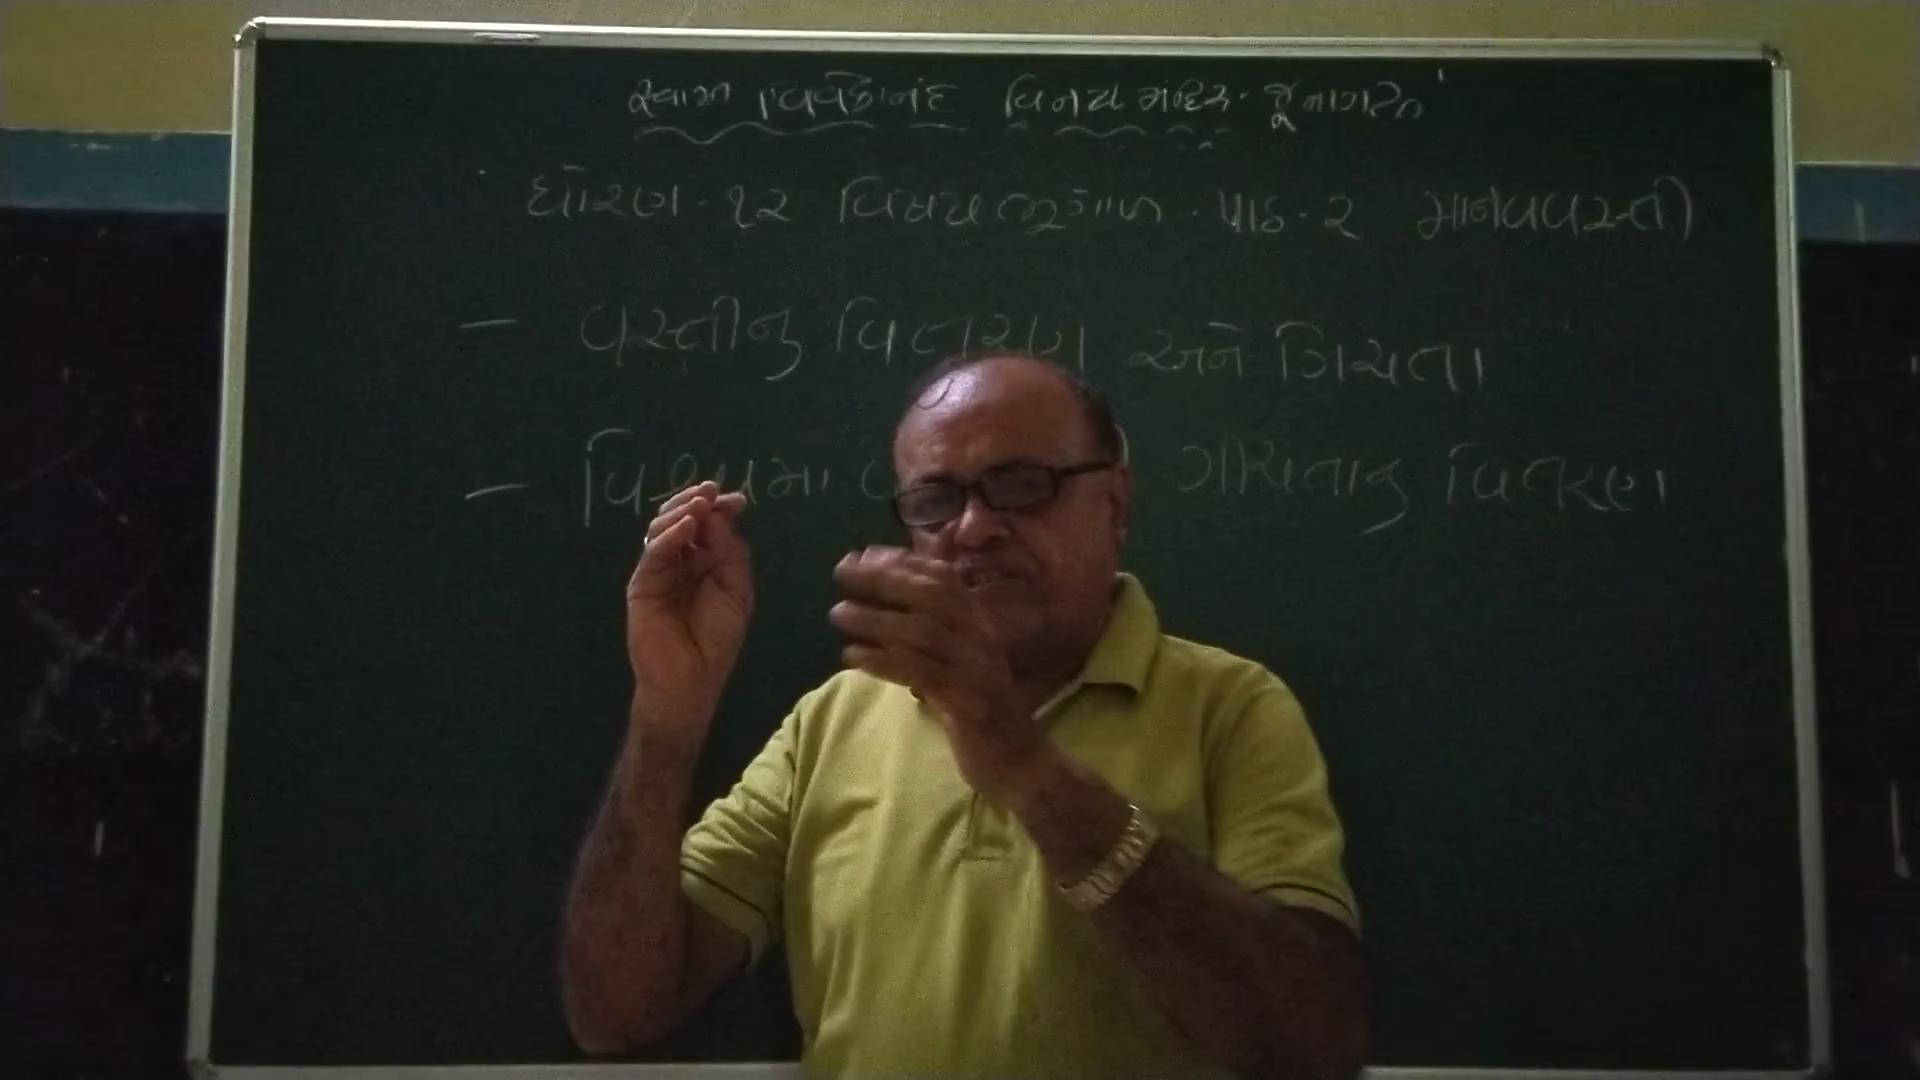 સ્વામિ વિવેકાનંદ વિનય મંદિર. જૂનાગઢ
ધોરણ - ૧૨ વિષય ભૂગોળ. પાઠ - ૨ માનવવસ્તી
- વસ્તીનુ વિતરણ અને ગિચતા
- વિશ્વમા ગીચતાનુ વિતરણ